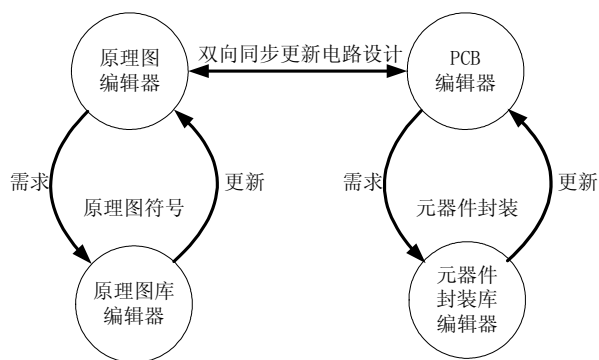 原理图
编辑器
双向同步更新电路设计
PCB
编辑器
需求
原理图符号
更新
需求
元器件封装
更新
原理图库
编辑器
元器件
封装库
编辑器